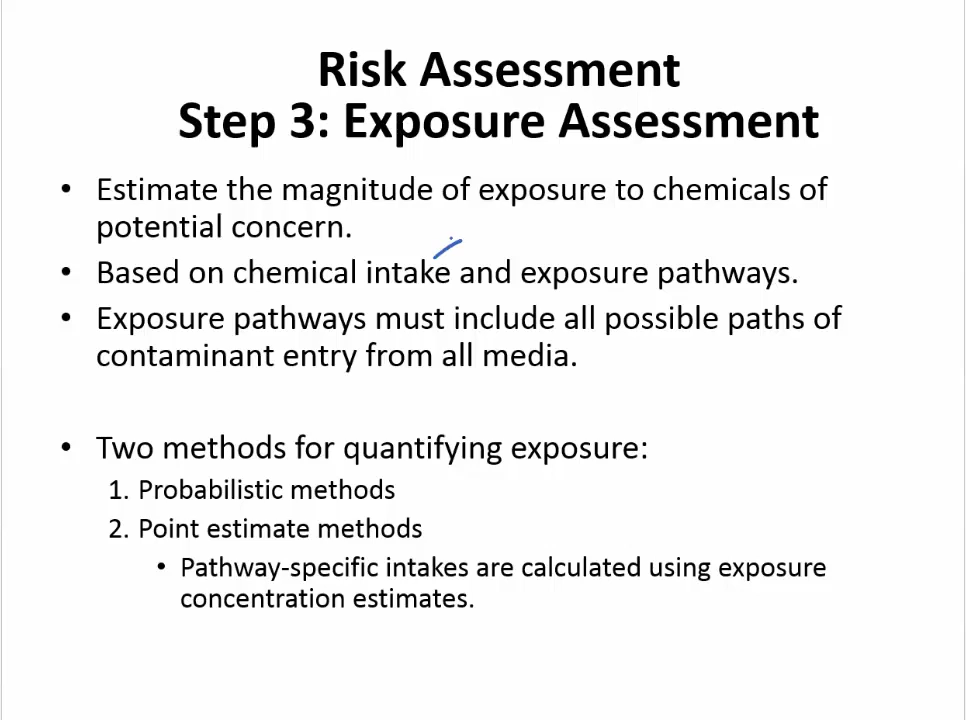 Risk Assessment
Step 3: Exposure Assessment
• Estimate the magnitude of exposure to chemicals of
potential concern.
• Based on chemical intake and exposure pathways.
• Exposure pathways must include all possible paths of
contaminant entry from all media.
• Two methods for quantifying exposure:
1. Probabilistic methods
2. Point estimate methods
• Pathway-specific intakes are calculated using exposure
concentration estimates.